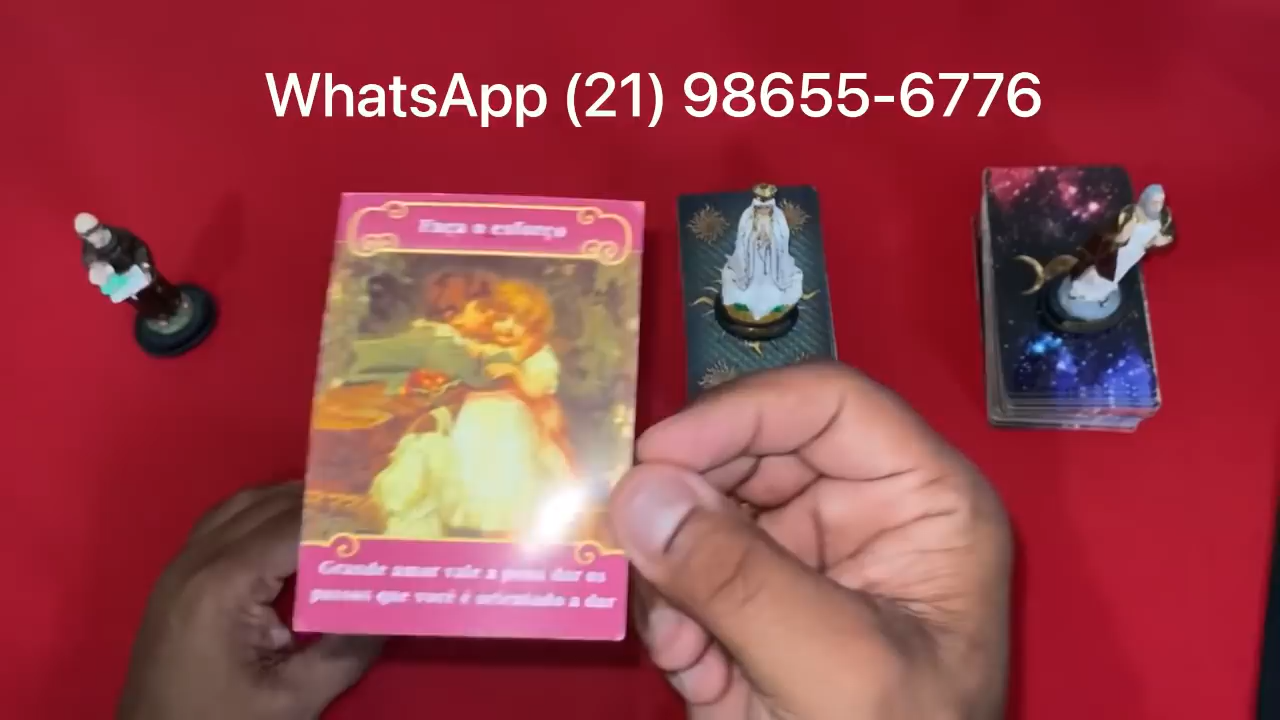 WhatsApp (21) 98655-6776
Faça o esforço
Grande amor vale a pena dar os
passos que você é orientado a dar